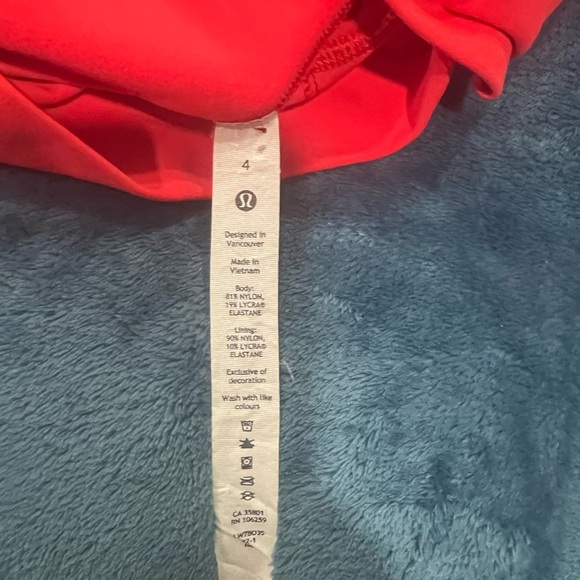 4
Designed in
Vancouver
Made in
Vietnam
Body:
81% NYLON,
19% LYCRA®
ELASTANE
Lining:
90% NYLON,
10% LYCRA®
ELASTANE
Exclusive of
decoration
Wash with like
colours
CA 35801
RN 106259